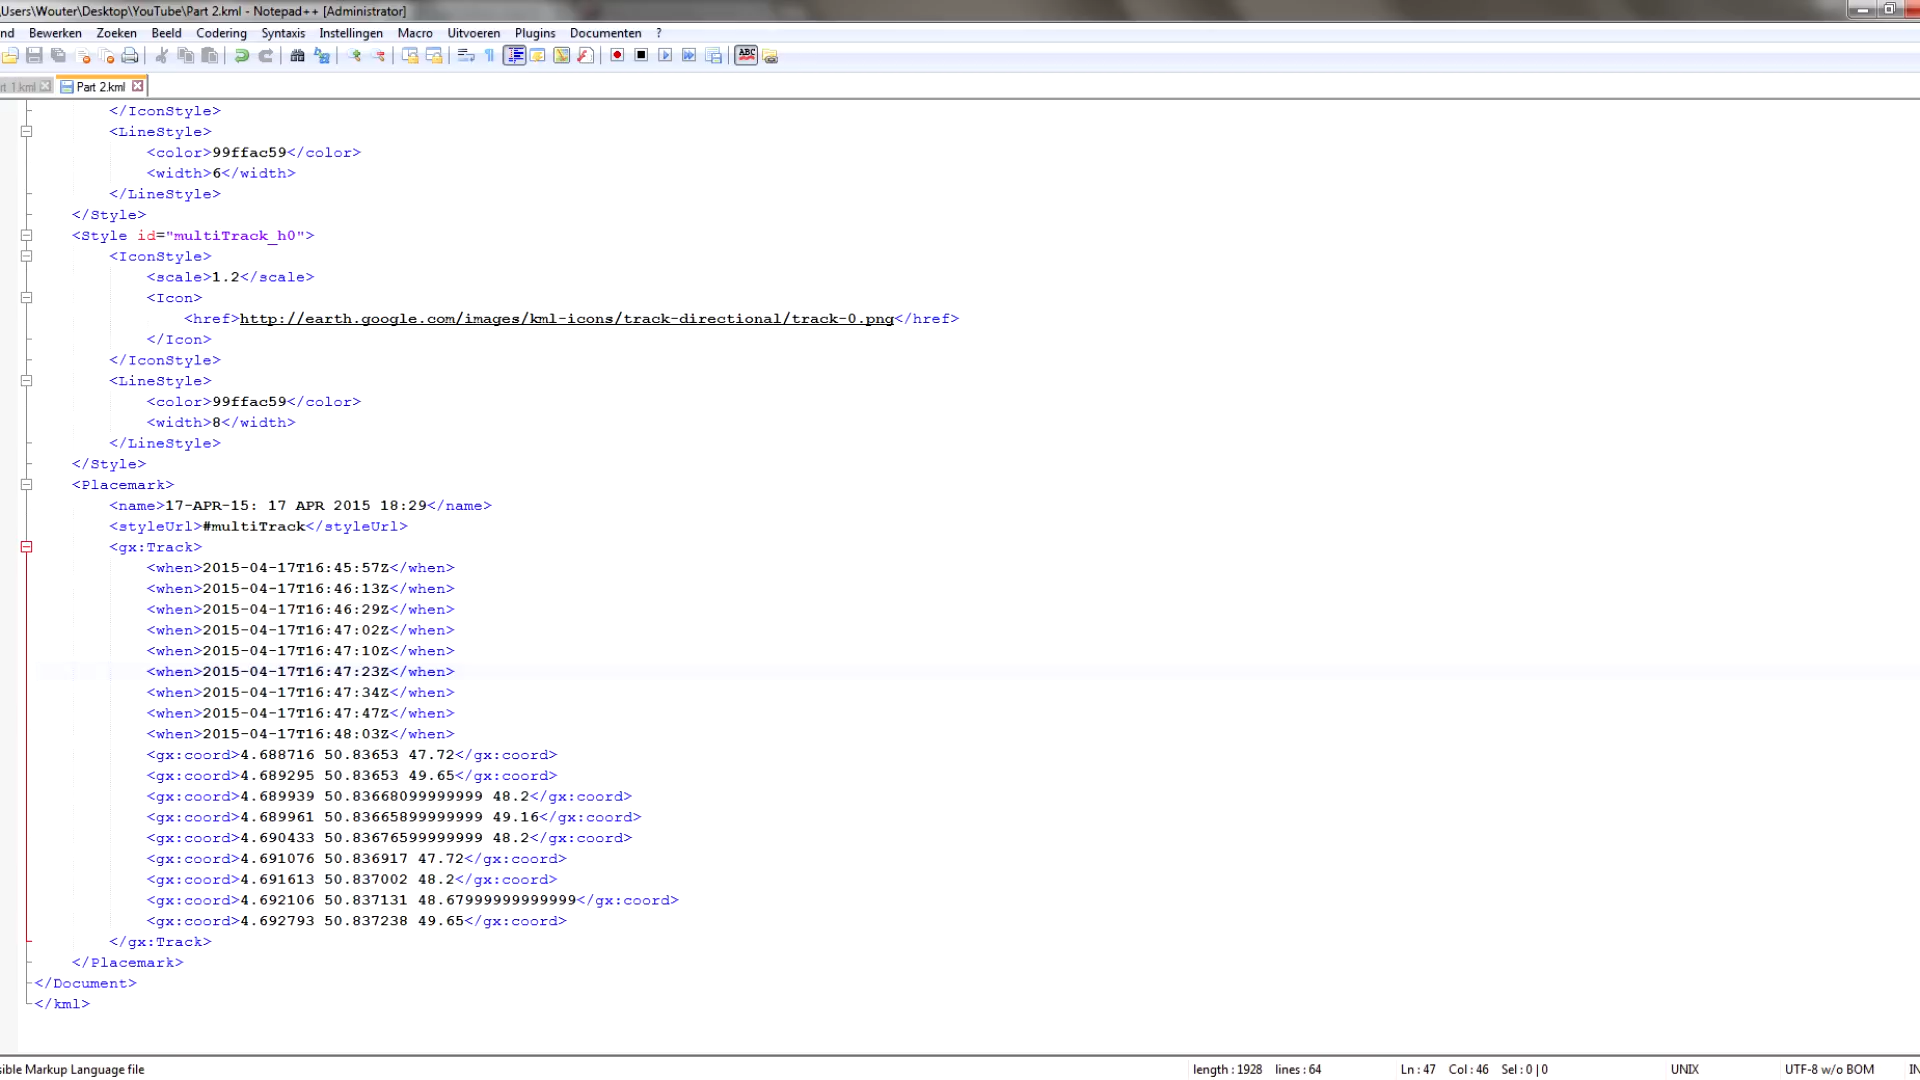 Users\Wouter\Desktop\YouTube\Part 2.kml - Notepad++ [Administrator]
nd Bewerken Zoeken Beeld Codering Syntaxis Instellingen Macro Uitvoeren Plugins Documenten ?
ABC
rt 1.kml Part 2.kml
</IconStyle>
<LineStyle>
<color>99ffac59</color>
<width>6</width>
</LineStyle>
</Style>
<Style id="multiTrack_h0">
<IconStyle>
<scale>1.2</scale>
<Icon>
<href>http://earth.google.com/images/kml-icons/track-directional/track-0.png</href>
</Icon>
</IconStyle>
<LineStyle>
<color>99ffac59</color>
<width>8</width>
</LineStyle>
</Style>
<Placemark>
<name>17-APR-15: 17 APR 2015 18:29</name>
<styleUrl>#multiTrack</styleUrl>
<gx:Track>
<when>2015-04-17T16:45:57Z</when>
<when>2015-04-17T16:46:13Z</when>
<when>2015-04-17T16:46:29Z</when>
<when>2015-04-17T16:47:02Z</when>
<when>2015-04-17T16:47:10Z</when>
<when>2015-04-17T16:47:23Z</when>
<when>2015-04-17T16:47:34Z</when>
<when>2015-04-17T16:47:47Z</when>
<when>2015-04-17T16:48:03Z</when>
<gx:coord>4.688716 50.83653 47.72</gx:coord>
<gx:coord>4.689295 50.83653 49.65</gx:coord>
<gx:coord>4.689939 50.83668099999999 48.2</gx:coord>
<gx:coord>4.689961 50.83665899999999 49.16</gx:coord>
<gx:coord>4.690433 50.83676599999999 48.2</gx:coord>
<gx:coord>4.691076 50.836917 47.72</gx:coord>
<gx:coord>4.691613 50.837002 48.2</gx:coord>
<gx:coord>4.692106 50.837131 48.67999999999999</gx:coord>
<gx:coord>4.692793 50.837238 49.65</gx:coord>
</gx:Track>
</Placemark>
</Document>
</kml>
sible Markup Language file length : 1928 lines : 64 Ln : 47 Col : 46 Sel : 0 | 0 UNIX UTF-8 w/o BOM IN